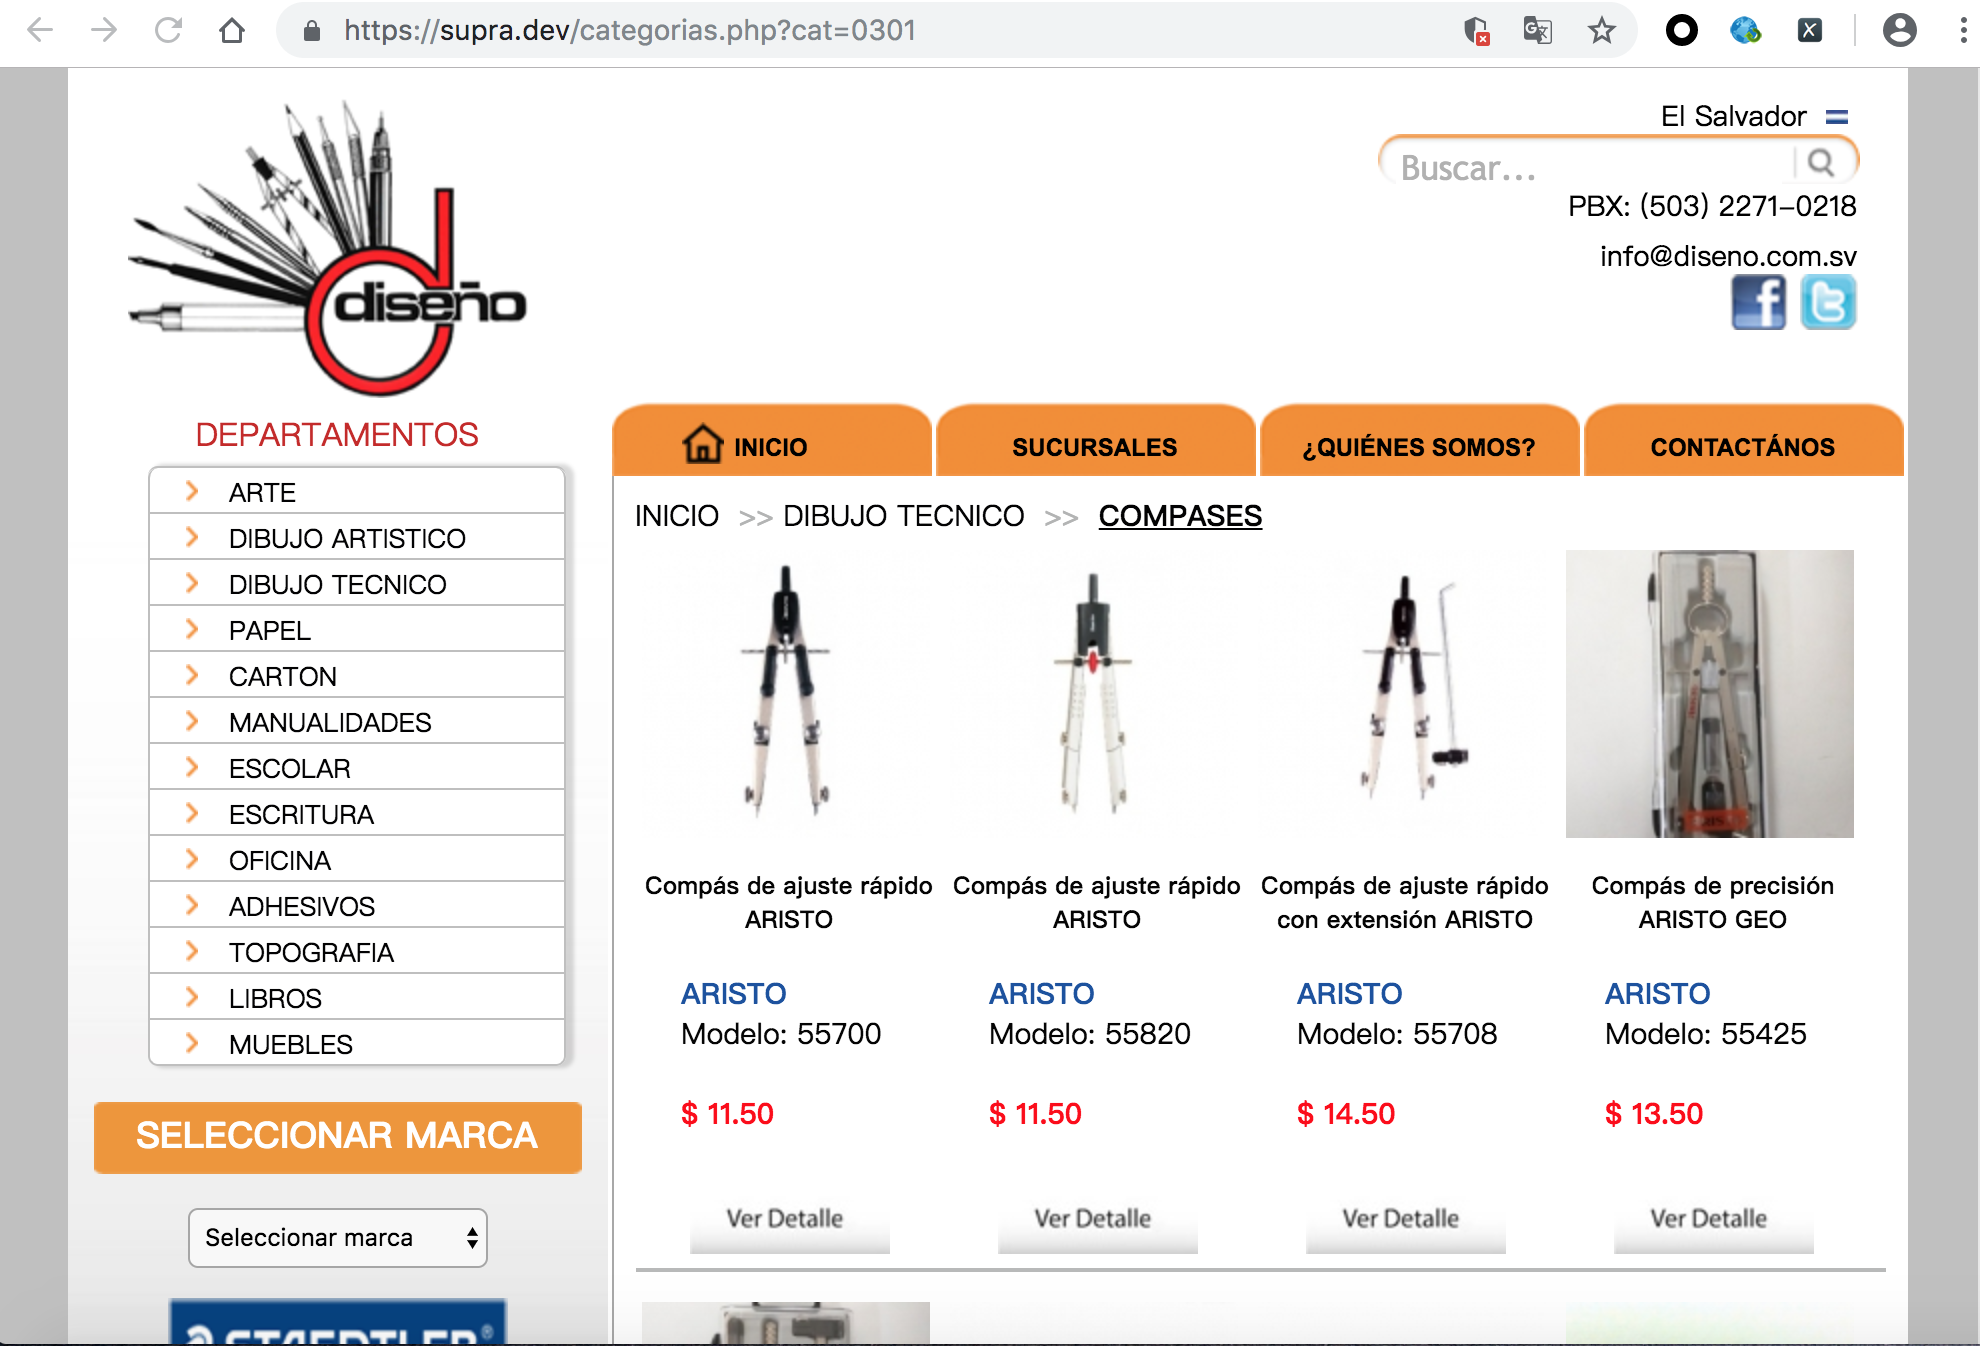 https://supra.dev/categorias.php?cat=0301
diseño
El Salvador
Buscar...
PBX: (503) 2271-0218
info@diseno.com.sv
DEPARTAMENTOS
ARTE
DIBUJO ARTISTICO
DIBUJO TECNICO
PAPEL
CARTON
MANUALIDADES
ESCOLAR
ESCRITURA
OFICINA
ADHESIVOS
TOPOGRAFIA
LIBROS
MUEBLES
SELECCIONAR MARCA
Seleccionar marca
STAEDTLER®
INICIO SUCURSALES ¿QUIÉNES SOMOS? CONTACTÁNOS
INICIO >> DIBUJO TECNICO >> COMPASES
Compás de ajuste rápido
ARISTO
ARISTO
Modelo: 55700
$ 11.50
Ver Detalle
Compás de ajuste rápido
ARISTO
ARISTO
Modelo: 55820
$ 11.50
Ver Detalle
Compás de ajuste rápido
con extensión ARISTO
ARISTO
Modelo: 55708
$ 14.50
Ver Detalle
Compás de precisión
ARISTO GEO
ARISTO
Modelo: 55425
$ 13.50
Ver Detalle